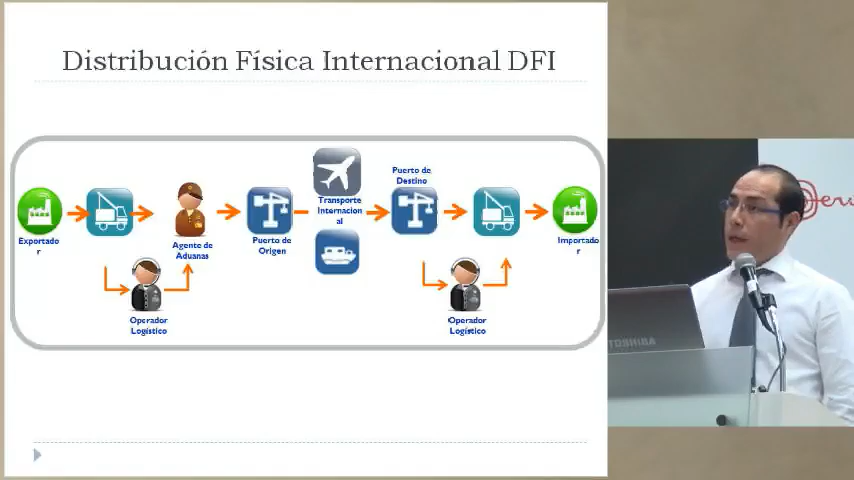 Distribución Física Internacional DFI
Exportado
r
Agente de
Aduanas
Operador
Logístico
Puerto de
Origen
Transporte
Internacion
al
Puerto de
Destino
Operador
Logístico
Importado
r
TOSHIBA
Perú